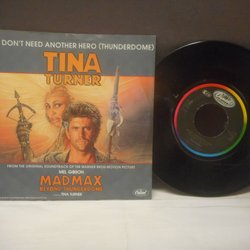 DON'T NEED ANOTHER HERO (THUNDERDOME)
TINA
TURNER
FROM THE ORIGINAL SOUNDTRACK OF THE WARNER BROS MOTION PICTURE
MEL GIBSON
MAD MAX
BEYOND THUNDERDOME
TINA TURNER
Capitol